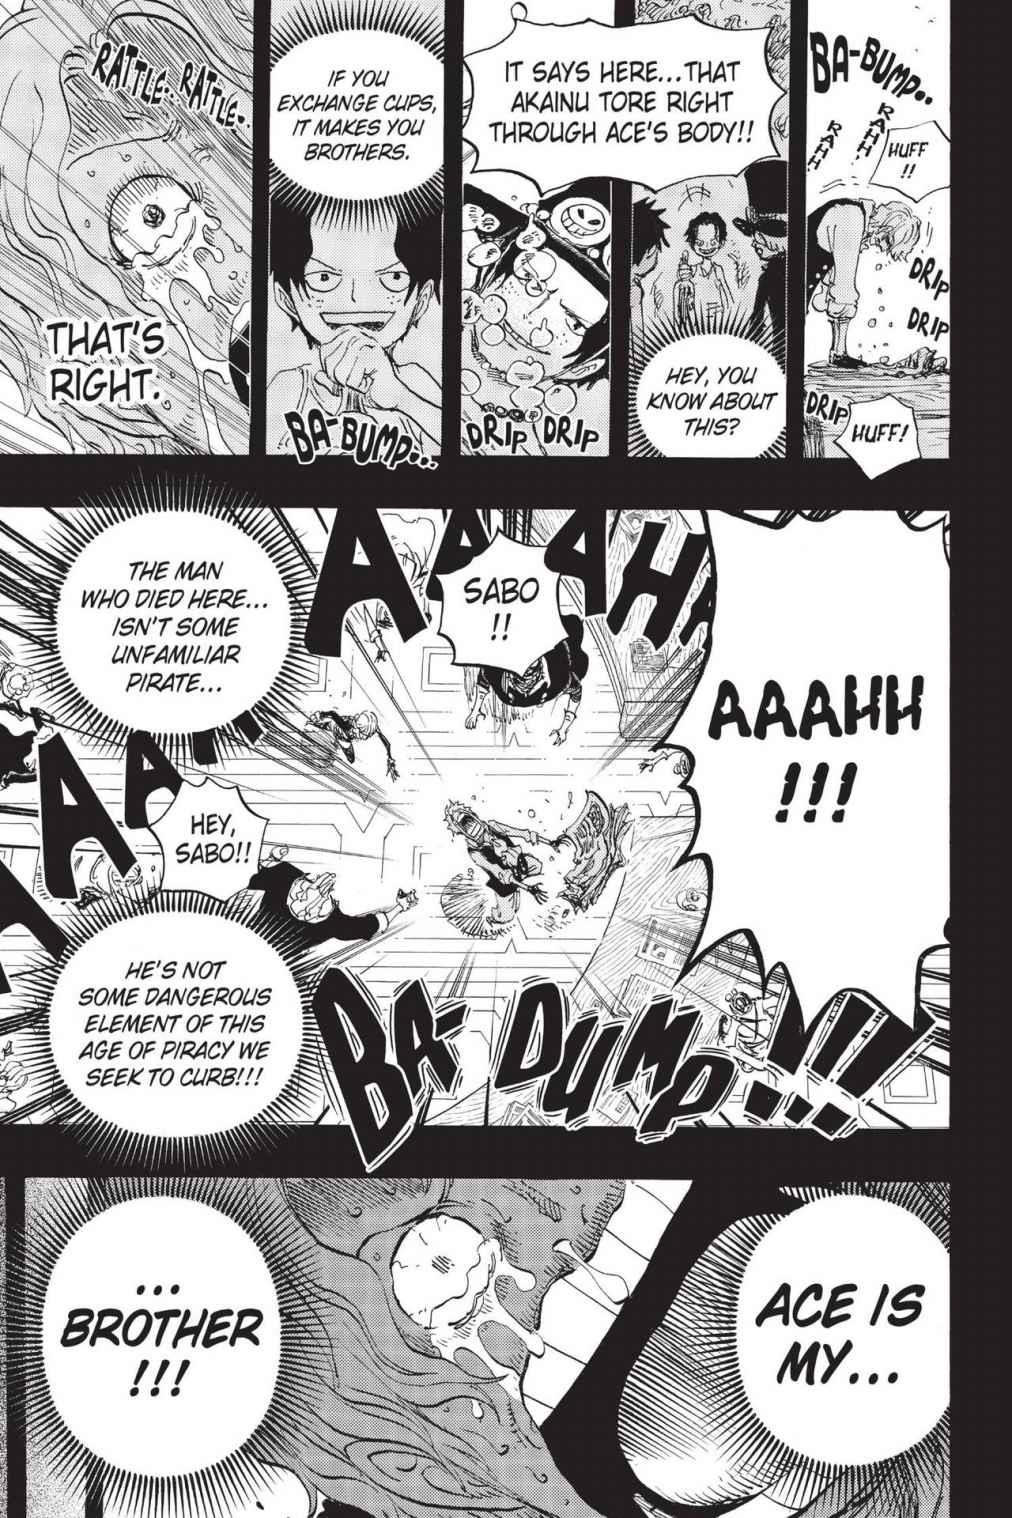 BA-BUMP..
RAHH!
RAHH!
HUFF
!!
DRIP
DRIP
DRIP
HUFF!
IT SAYS HERE...THAT
AKAINU TORE RIGHT
THROUGH ACE'S BODY!!
HEY, YOU
KNOW ABOUT
THIS?
DRIP
DRIP
IF YOU
EXCHANGE CUPS,
IT MAKES YOU
BROTHERS.
BA-BUMP...
RATTLE..
RATTLE..
THAT'S
RIGHT.
AAAHH
!!!
AAAAHH
SABO
!!
THE MAN
WHO DIED HERE...
ISN'T SOME
UNFAMILIAR
PIRATE...
HEY,
SABO!!
HE'S NOT
SOME DANGEROUS
ELEMENT OF THIS
AGE OF PIRACY WE
SEEK TO CURB!!!
BA-DUMP...!!!
ACE IS
MY...
...
BROTHER
!!!